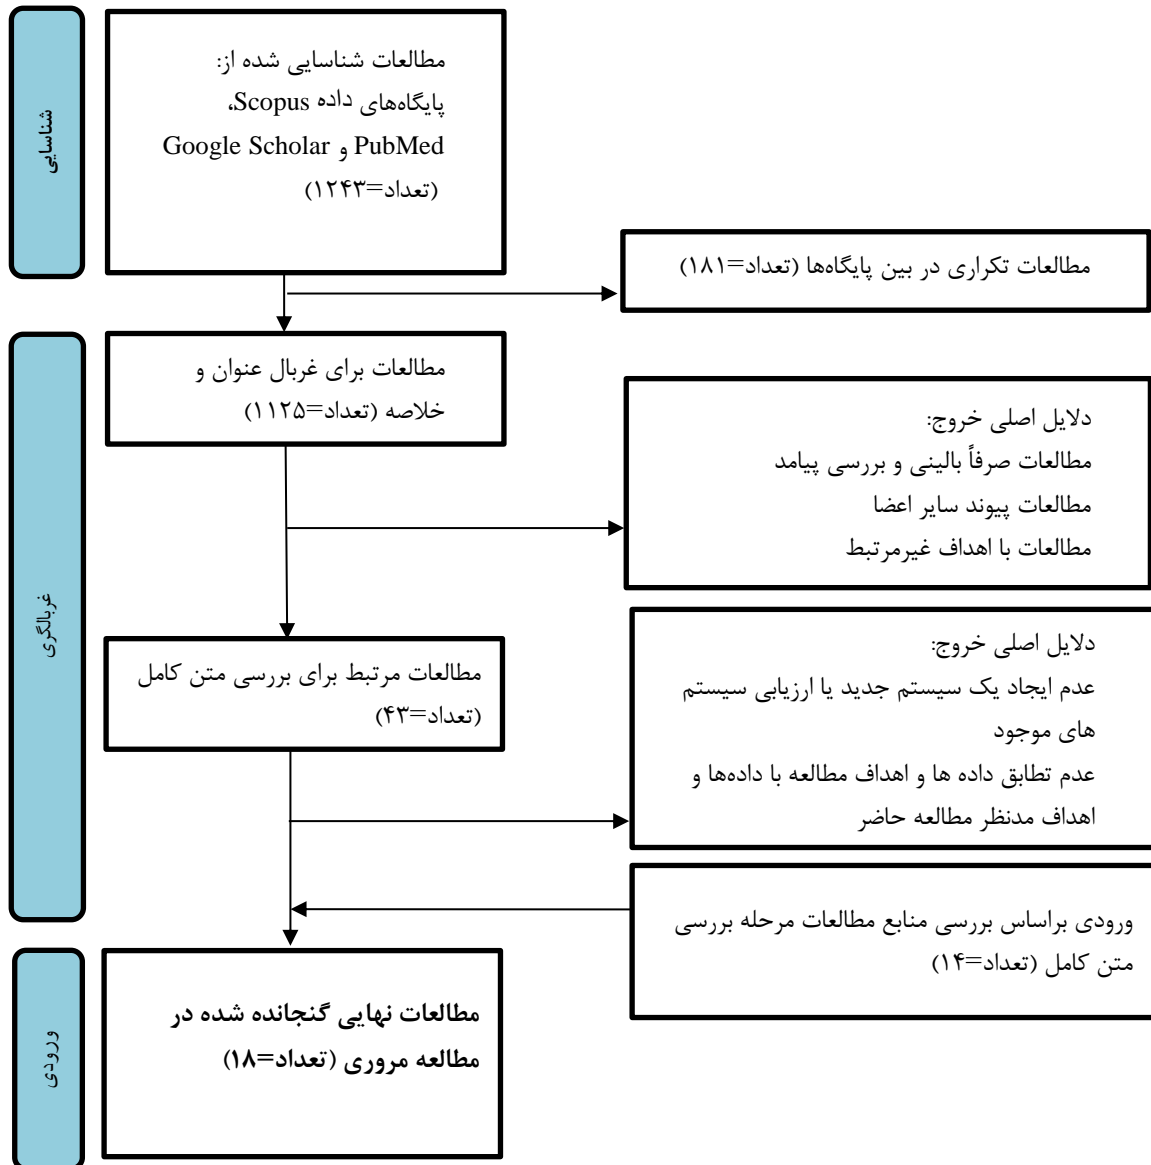 شناسایی
مطالعات شناسایی شده از:
پایگاه‌های داده Scopus،
PubMed و Google Scholar
(تعداد=۱۲۴۳)
مطالعات تکراری در بین پایگاه‌ها (تعداد=۱۸۱)
غربالگری
مطالعات برای غربال عنوان و
خلاصه (تعداد=۱۱۲۵)
دلایل اصلی خروج:
مطالعات صرفاً بالینی و بررسی پیامد
مطالعات پیوند سایر اعضا
مطالعات با اهداف غیرمرتبط
مطالعات مرتبط برای بررسی متن کامل
(تعداد=۴۳)
دلایل اصلی خروج:
عدم ایجاد یک سیستم جدید یا ارزیابی سیستم
های موجود
عدم تطابق داده ها و اهداف مطالعه با داده‌ها و
اهداف مدنظر مطالعه حاضر
ورودی براساس بررسی منابع مطالعات مرحله بررسی
متن کامل (تعداد=۱۴)
ورودی
مطالعات نهایی گنجانده شده در
مطالعه مروری (تعداد=۱۸)